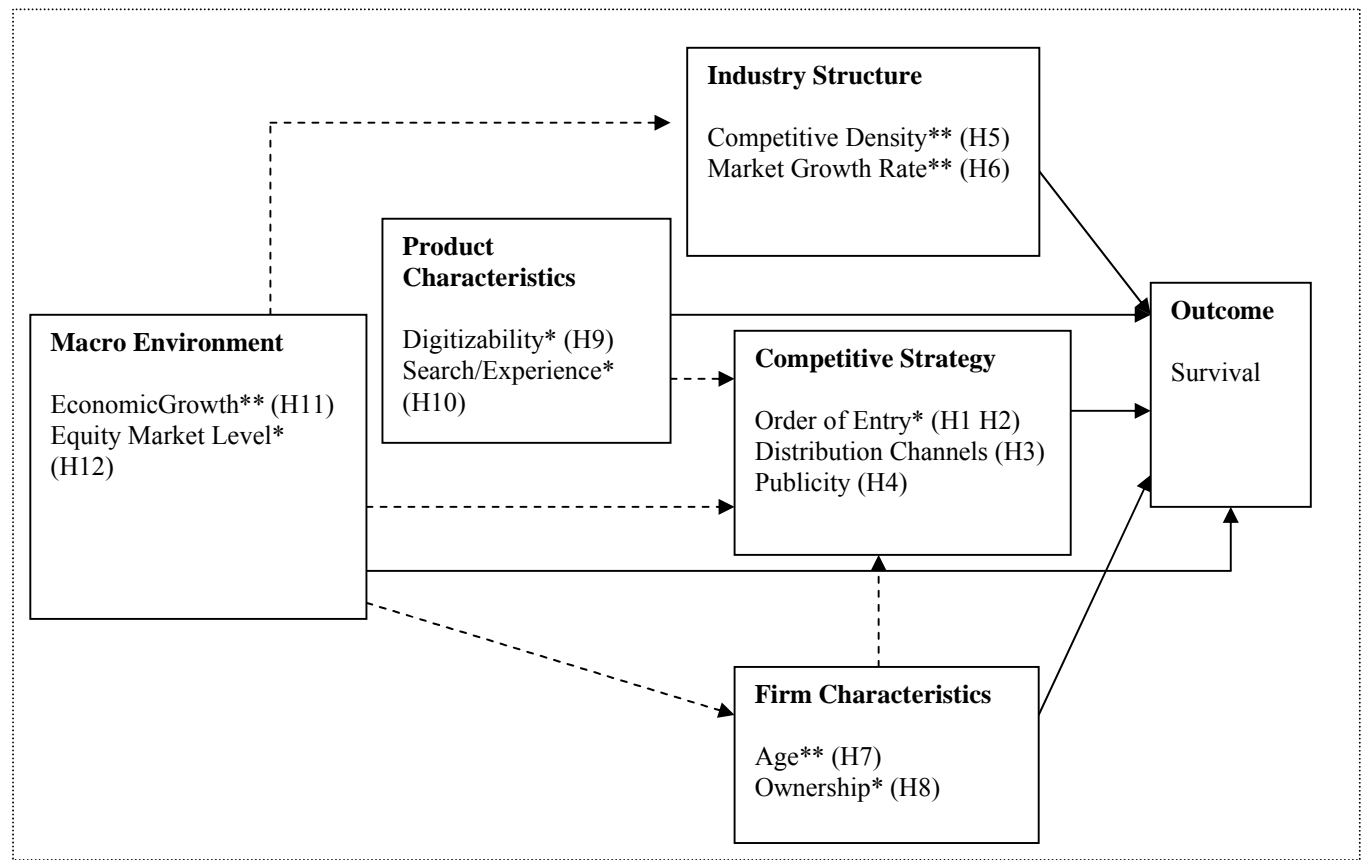 Industry Structure
Competitive Density** (H5)
Market Growth Rate** (H6)
Product
Characteristics
Digitizability* (H9)
Search/Experience*
(H10)
Macro Environment
EconomicGrowth** (H11)
Equity Market Level*
(H12)
Competitive Strategy
Order of Entry* (H1 H2)
Distribution Channels (H3)
Publicity (H4)
Outcome
Survival
Firm Characteristics
Age** (H7)
Ownership* (H8)